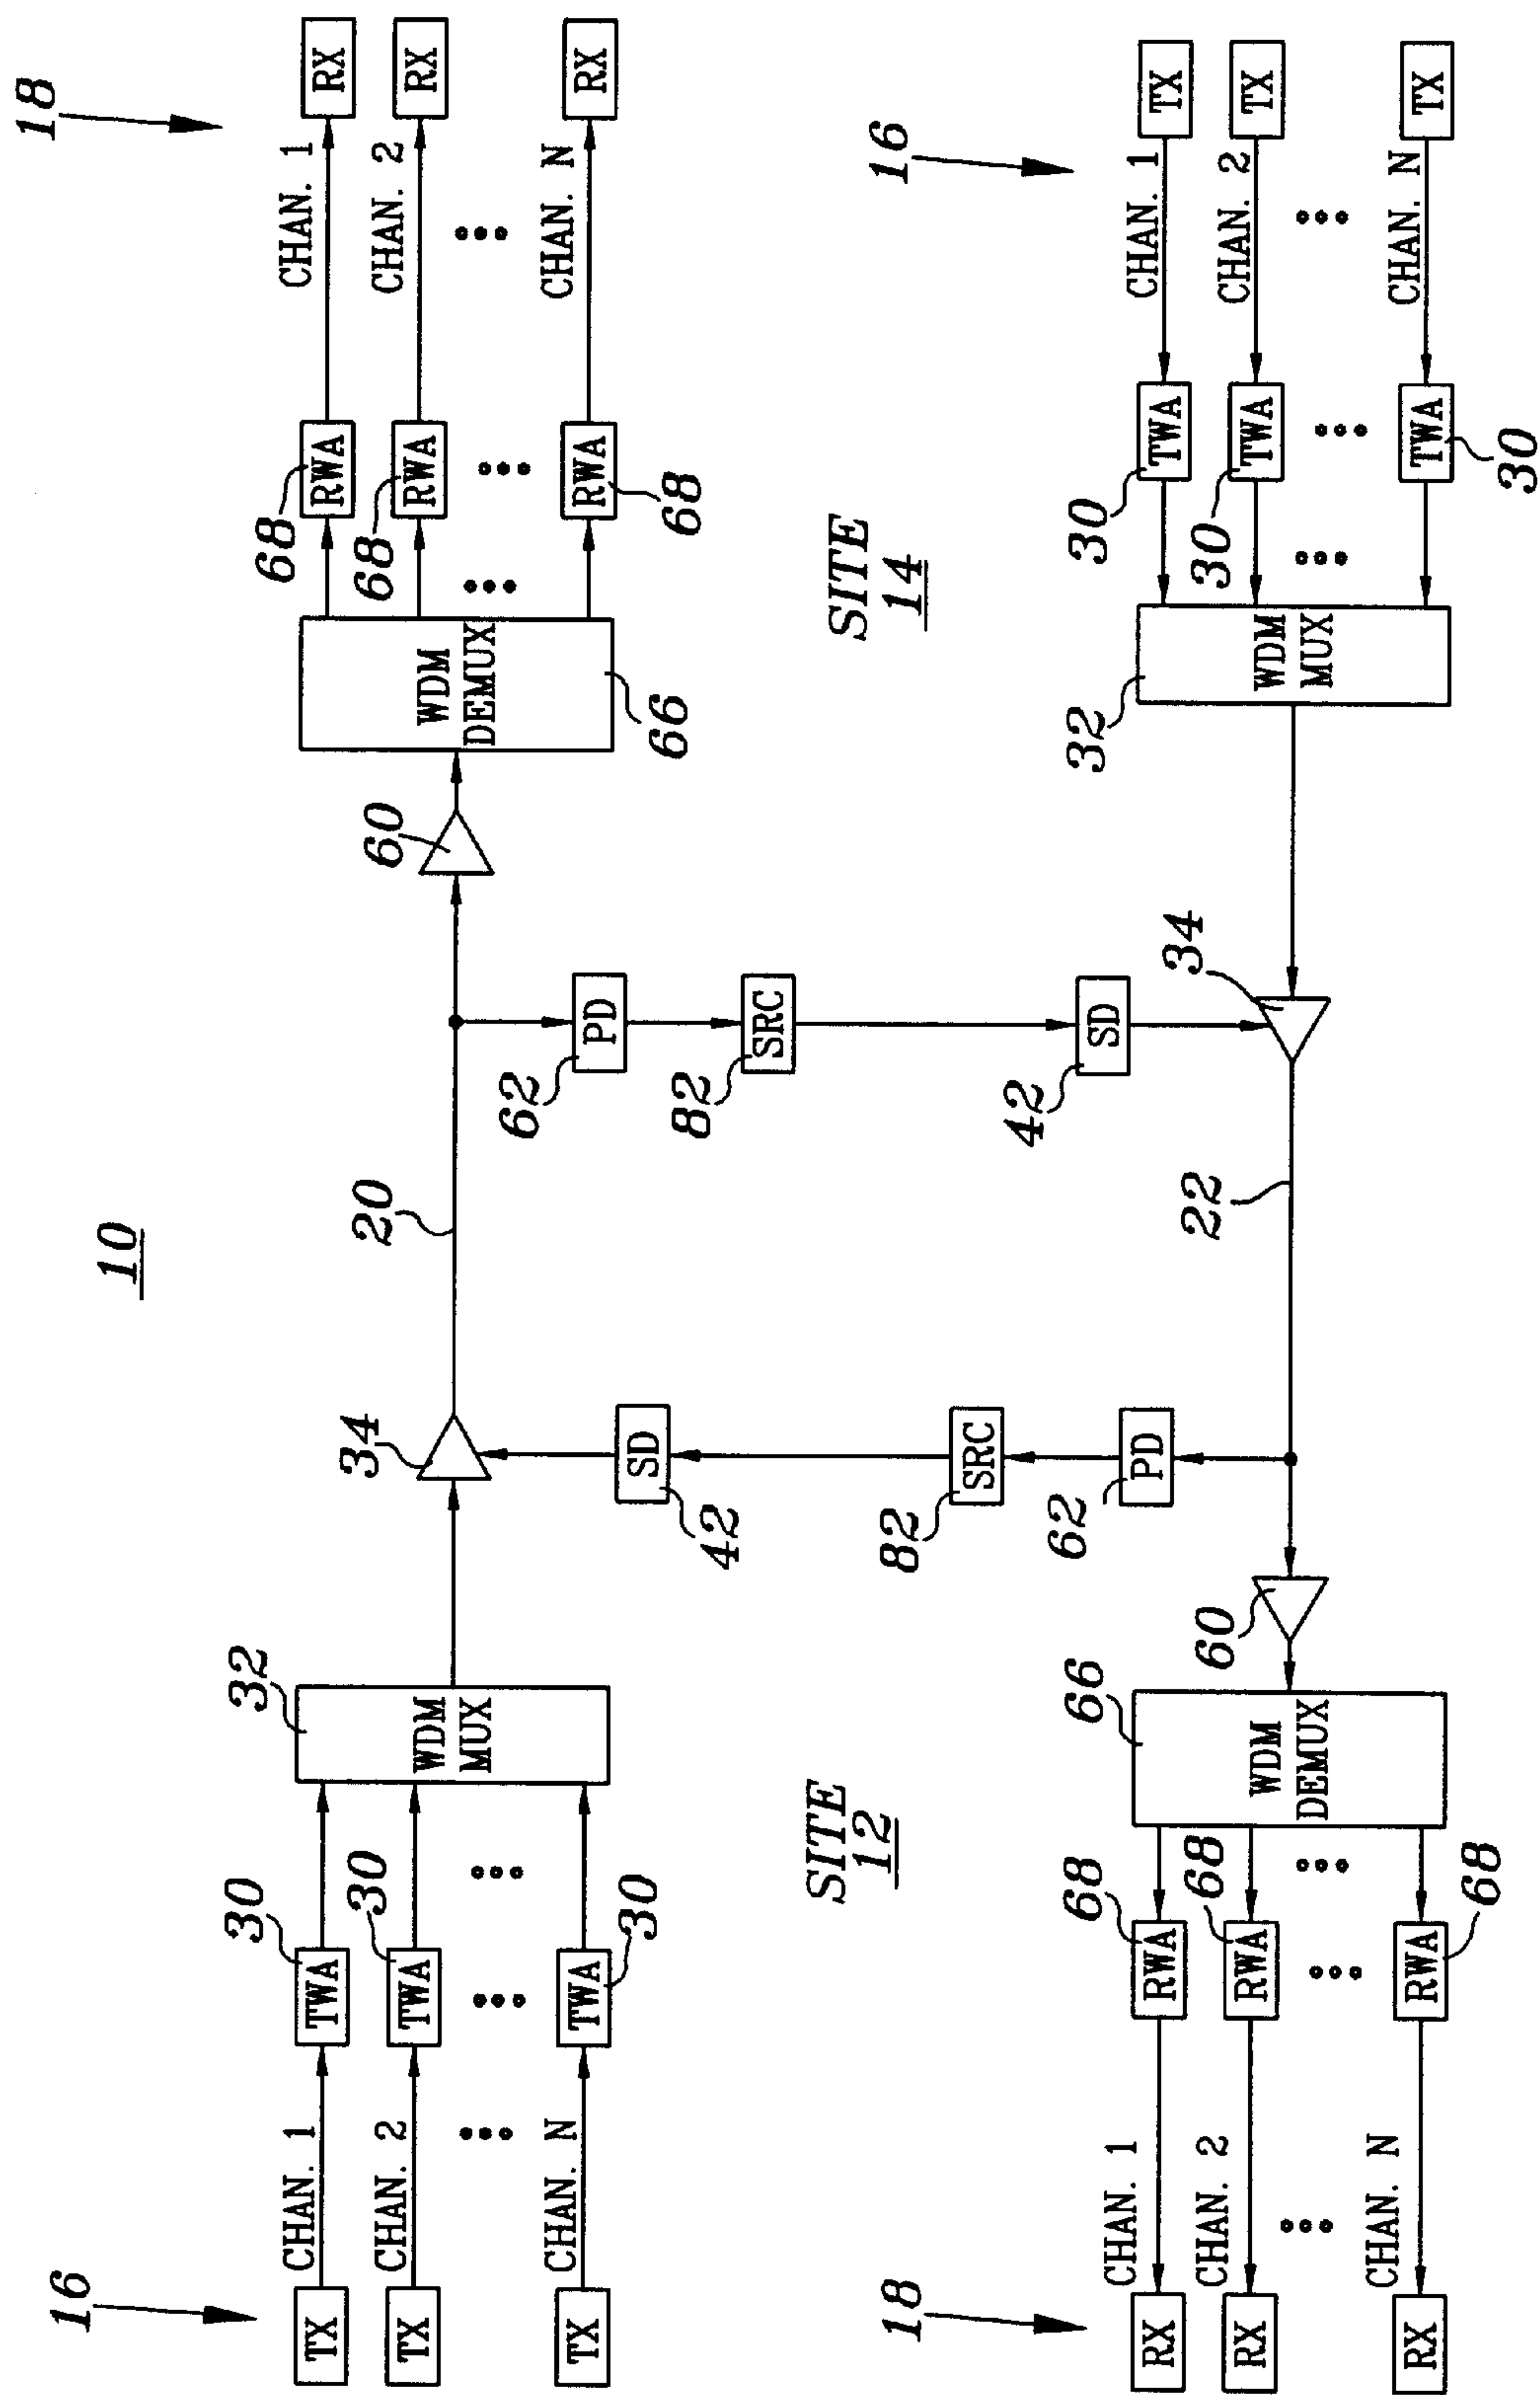 10
16
18
TX CHAN. 1 TWA 30
TX CHAN. 2 TWA 30
TX CHAN. N TWA 30
WDM
MUX
32
34
20
60
WDM
DEMUX
66
68 RWA CHAN. 1 RX
68 RWA CHAN. 2 RX
68 RWA CHAN. N RX
SD
42
PD
62
SRC
82
SITE
12
SITE
14
SRC
82
PD
62
SD
42
18
16
RX CHAN. 1 RWA 68
RX CHAN. 2 RWA 68
RX CHAN. N RWA 68
WDM
DEMUX
66
60
22
34
WDM
MUX
32
30 TWA CHAN. 1 TX
30 TWA CHAN. 2 TX
30 TWA CHAN. N TX